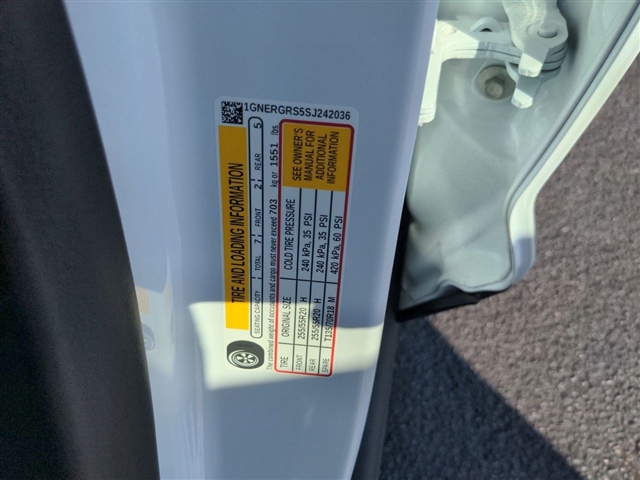 1GNERGRS5SJ242036
TIRE AND LOADING INFORMATION
SEATING CAPACITY TOTAL 7 FRONT 2 REAR 5
The combined weight of occupants and cargo must never exceed 703 kg or 1551 lbs
TIRE ORIGINAL SIZE COLD TIRE PRESSURE
FRONT 255/55R20 H 240 kPa, 35 PSI
REAR 255/55R20 H 240 kPa, 35 PSI
SPARE T135/70R18 M 420 kPa, 60 PSI
SEE OWNER'S
MANUAL FOR
ADDITIONAL
INFORMATION